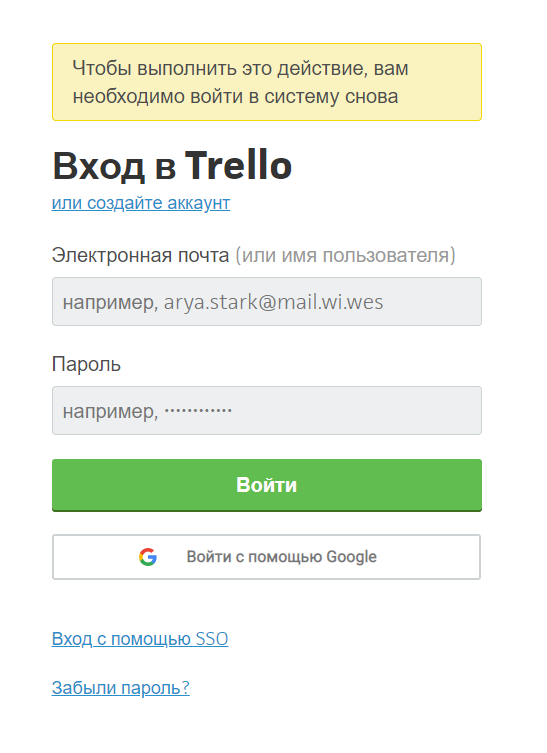 Чтобы выполнить это действие, вам
необходимо войти в систему снова
Вход в Trello
или создайте аккаунт
Электронная почта (или имя пользователя)
например, arya.stark@mail.wi.wes
Пароль
например, ············
Войти
Войти с помощью Google
Вход с помощью SSO
Забыли пароль?